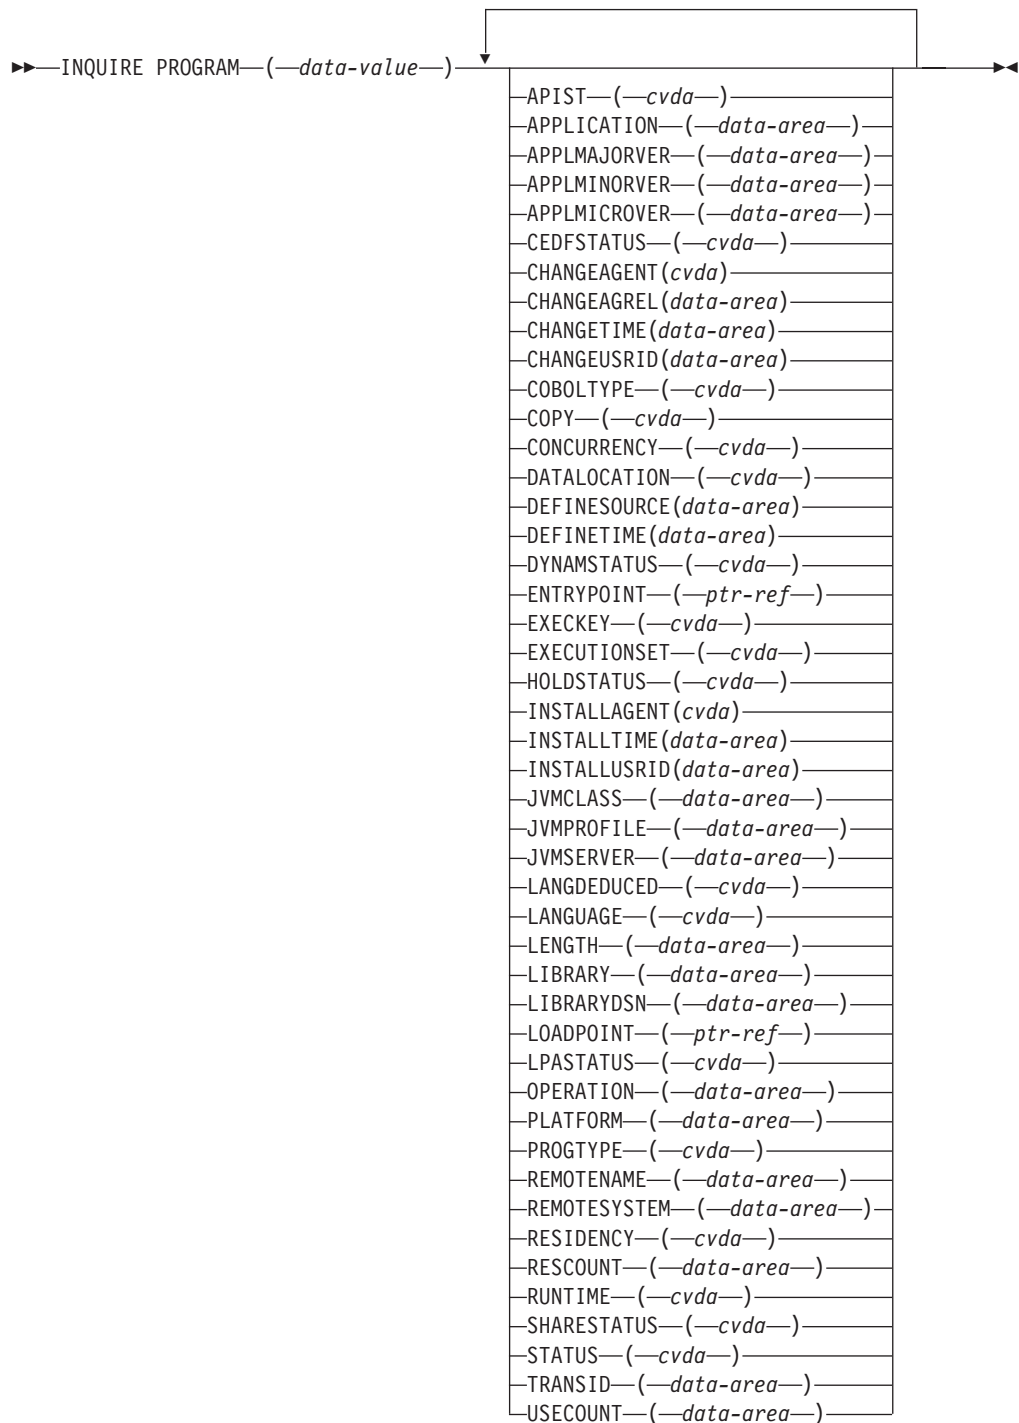 INQUIRE PROGRAM ( data-value )
APIST ( cvda )
APPLICATION ( data-area )
APPLMAJORVER ( data-area )
APPLMINORVER ( data-area )
APPLMICROVER ( data-area )
CEDFSTATUS ( cvda )
CHANGEAGENT(cvda)
CHANGEAGREL(data-area)
CHANGETIME(data-area)
CHANGEUSRID(data-area)
COBOLTYPE ( cvda )
COPY ( cvda )
CONCURRENCY ( cvda )
DATALOCATION ( cvda )
DEFINESOURCE(data-area)
DEFINETIME(data-area)
DYNAMSTATUS ( cvda )
ENTRYPOINT ( ptr-ref )
EXECKEY ( cvda )
EXECUTIONSET ( cvda )
HOLDSTATUS ( cvda )
INSTALLAGENT(cvda)
INSTALLTIME(data-area)
INSTALLUSRID(data-area)
JVMCLASS ( data-area )
JVMPROFILE ( data-area )
JVMSERVER ( data-area )
LANGDEDUCED ( cvda )
LANGUAGE ( cvda )
LENGTH ( data-area )
LIBRARY ( data-area )
LIBRARYDSN ( data-area )
LOADPOINT ( ptr-ref )
LPASTATUS ( cvda )
OPERATION ( data-area )
PLATFORM ( data-area )
PROGTYPE ( cvda )
REMOTENAME ( data-area )
REMOTESYSTEM ( data-area )
RESIDENCY ( cvda )
RESCOUNT ( data-area )
RUNTIME ( cvda )
SHARESTATUS ( cvda )
STATUS ( cvda )
TRANSID ( data-area )
USECOUNT ( data-area )